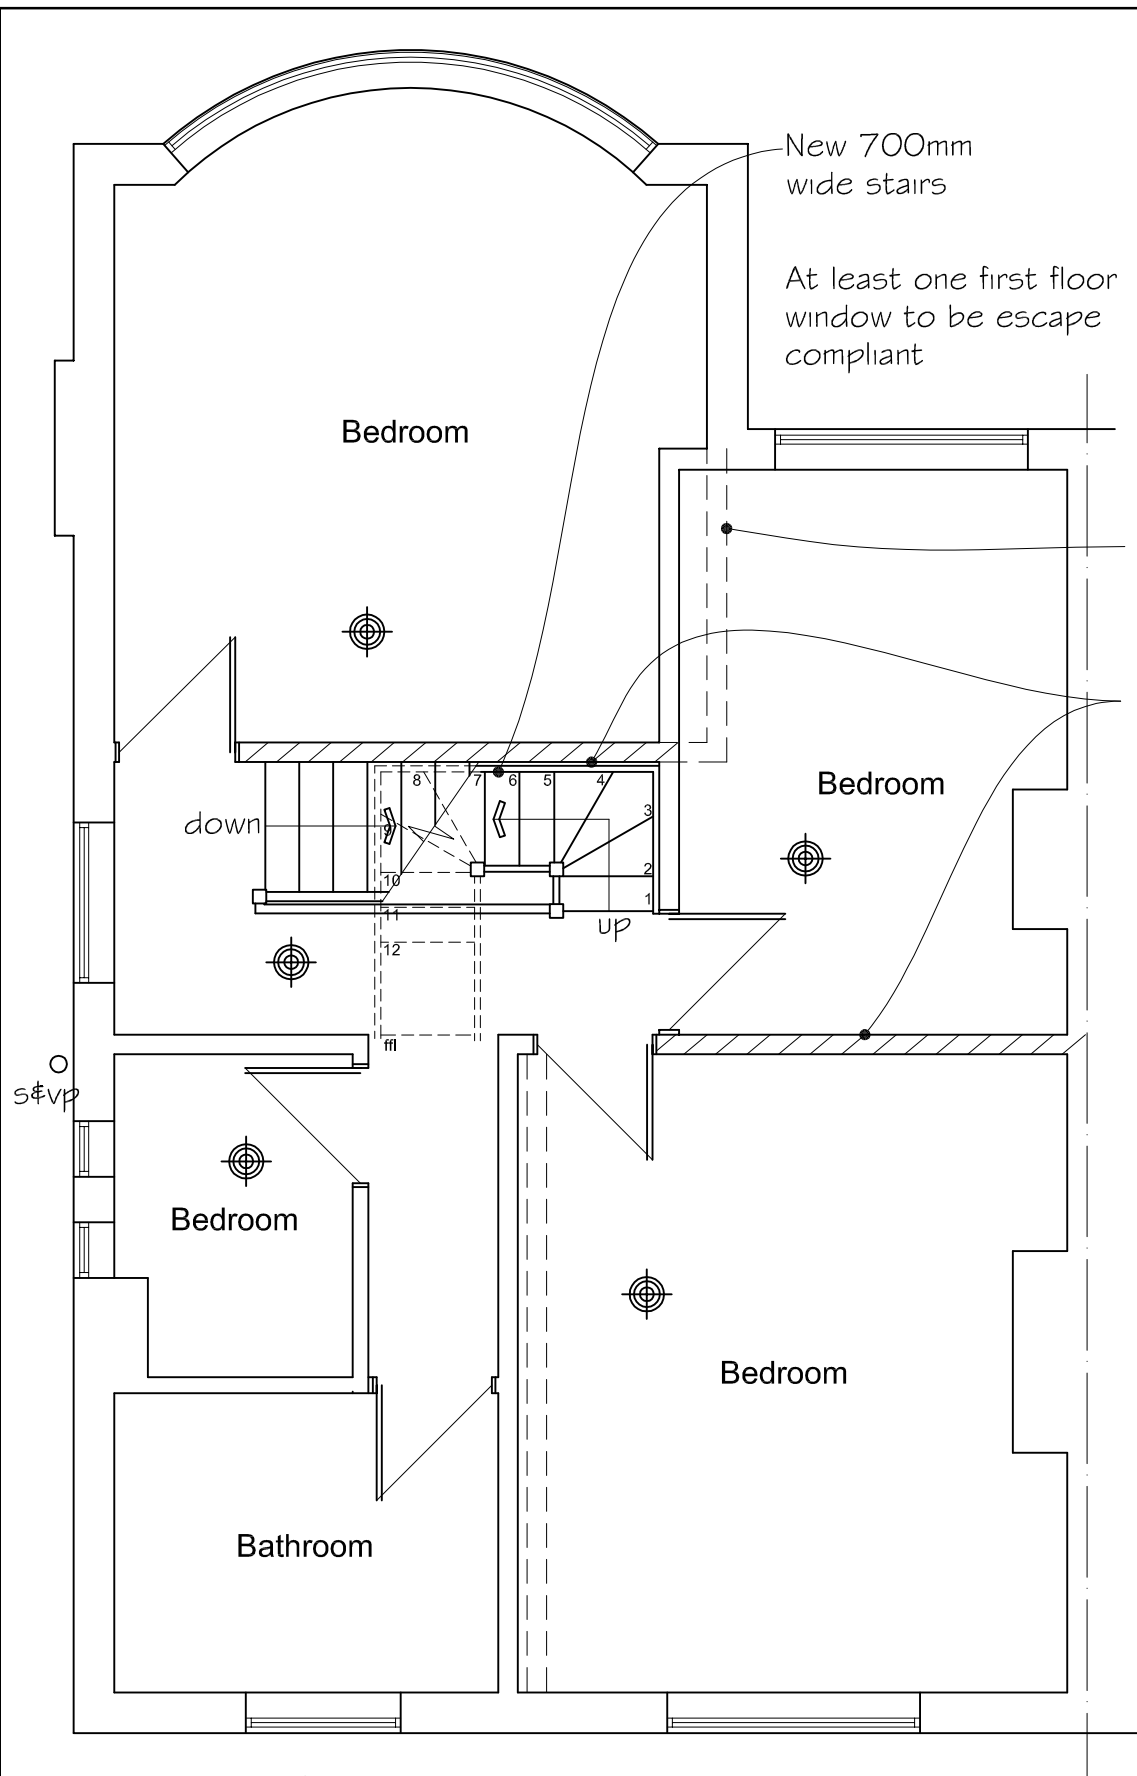 New 700mm
wide stairs
At least one first floor
window to be escape
compliant
Bedroom
Bedroom
8
7
6
5
4
down
9
3
10
2
1
11
up
12
ffl
s&vp
Bedroom
Bedroom
Bathroom